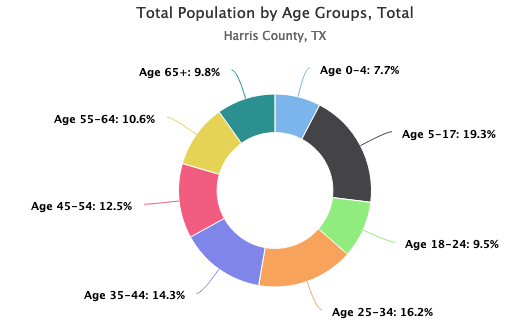 Total Population by Age Groups, Total
Harris County, TX
Age 65+: 9.8%
Age 0-4: 7.7%
Age 55-64: 10.6%
Age 5-17: 19.3%
Age 45-54: 12.5%
Age 18-24: 9.5%
Age 35-44: 14.3%
Age 25-34: 16.2%